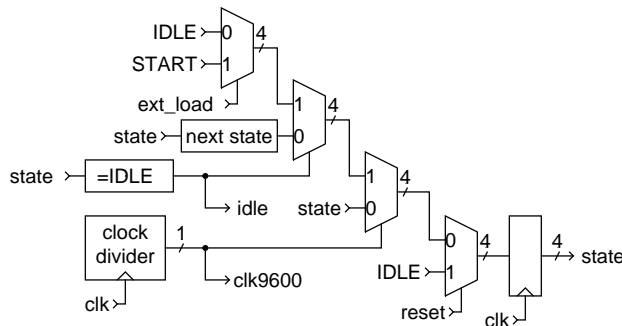 IDLE 0 4
START 1
ext_load 1 4
state next state 0
state =IDLE 1 4
idle state 0
clock divider 1 0 4 4 state
clk9600 IDLE 1
clk reset clk